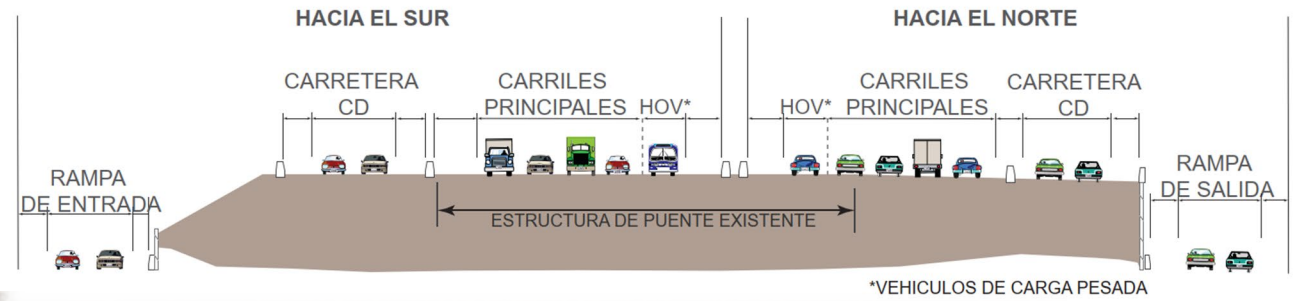 HACIA EL SUR
HACIA EL NORTE
CARRETERA
CD
CARRILES
PRINCIPALES
HOV*
HOV*
CARRILES
PRINCIPALES
CARRETERA
CD
RAMPA
DE ENTRADA
RAMPA
DE SALIDA
ESTRUCTURA DE PUENTE EXISTENTE
*VEHICULOS DE CARGA PESADA